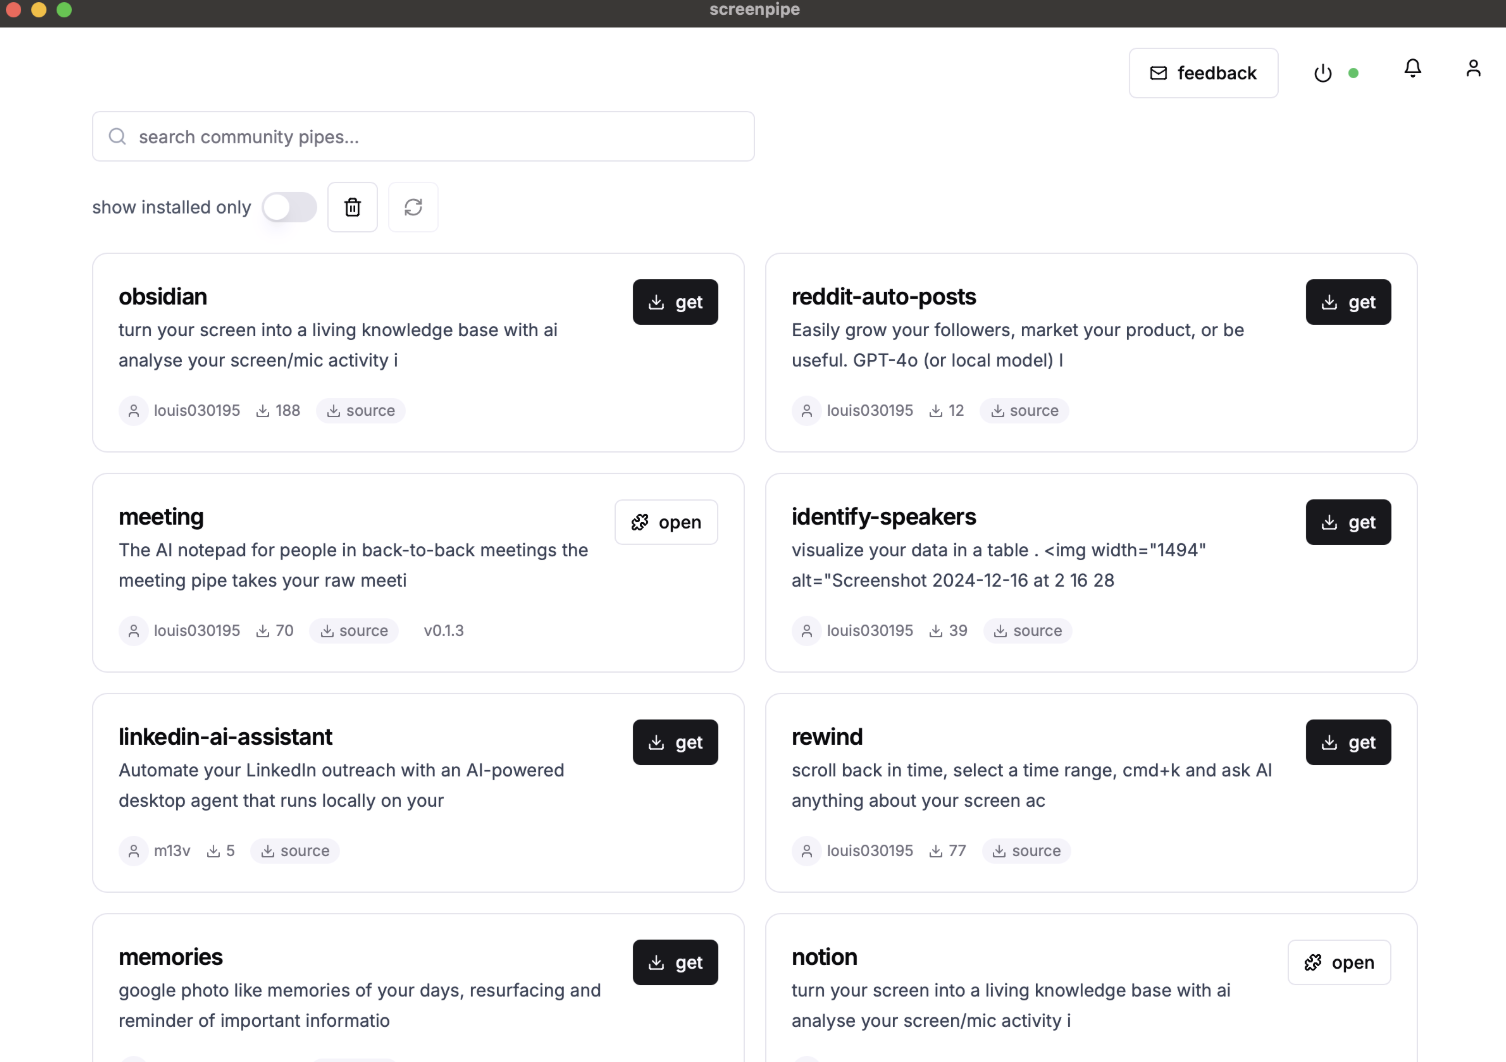 screenpipe
feedback
search community pipes...
show installed only
obsidian
get
turn your screen into a living knowledge base with ai
analyse your screen/mic activity i
louis030195 188 source
reddit-auto-posts
get
Easily grow your followers, market your product, or be
useful. GPT-4o (or local model) I
louis030195 12 source
meeting
open
The AI notepad for people in back-to-back meetings the
meeting pipe takes your raw meeti
louis030195 70 source v0.1.3
identify-speakers
get
visualize your data in a table . <img width="1494"
alt="Screenshot 2024-12-16 at 2 16 28
louis030195 39 source
linkedin-ai-assistant
get
Automate your LinkedIn outreach with an AI-powered
desktop agent that runs locally on your
m13v 5 source
rewind
get
scroll back in time, select a time range, cmd+k and ask AI
anything about your screen ac
louis030195 77 source
memories
get
google photo like memories of your days, resurfacing and
reminder of important informatio
notion
open
turn your screen into a living knowledge base with ai
analyse your screen/mic activity i